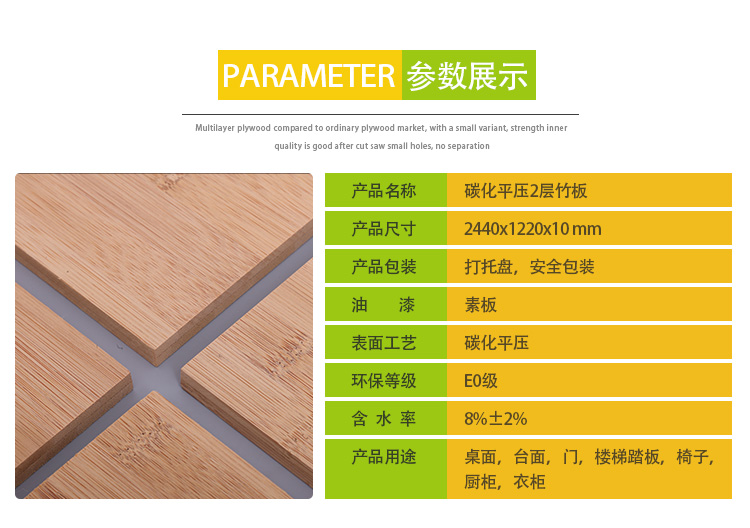 PARAMETER 参数展示
Multilayer plywood compared to ordinary plywood market, with a small variant, strength inner
quality is good after cut saw small holes, no separation
产品名称 碳化平压2层竹板
产品尺寸 2440x1220x10 mm
产品包装 打托盘，安全包装
油 漆 素板
表面工艺 碳化平压
环保等级 E0级
含 水 率 8%±2%
产品用途 桌面，台面，门，楼梯踏板，椅子，
厨柜，衣柜